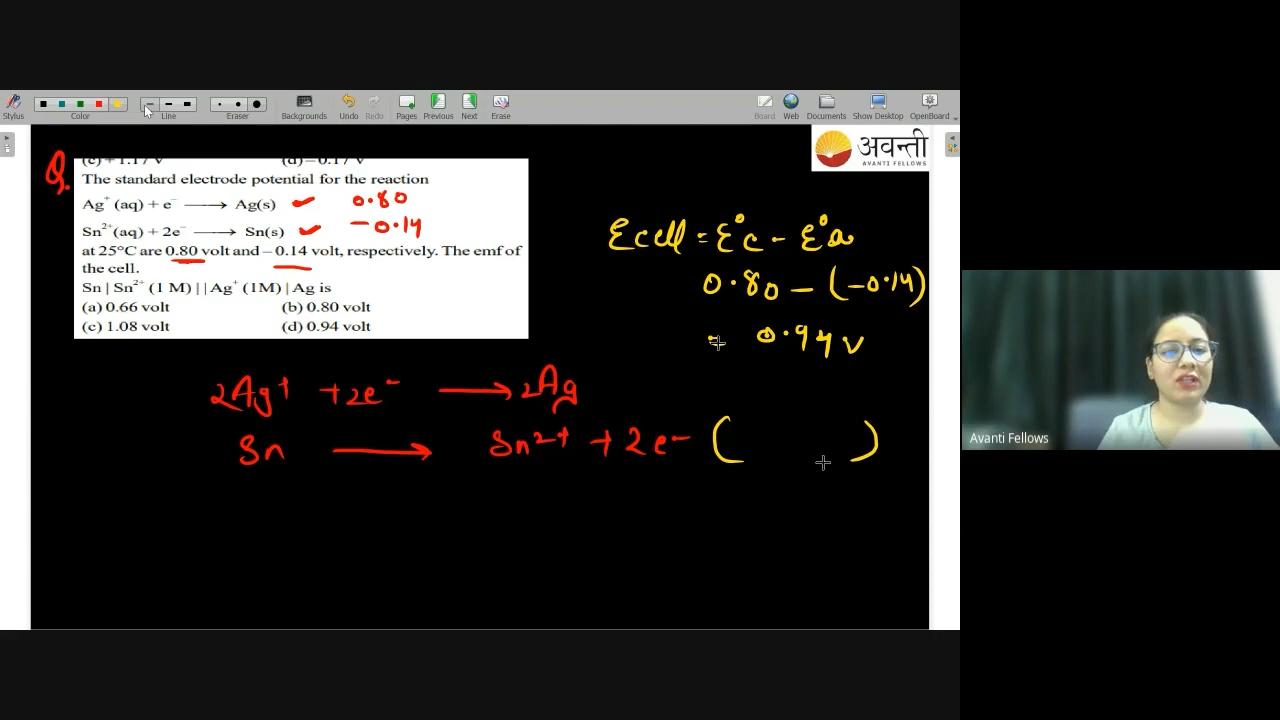 Stylus
Color
Line
Eraser
Backgrounds
Undo
Redo
Pages
Previous
Next
Erase
Board
Web
Documents
Show Desktop
OpenBoard
अवन्ती
AVANTI FELLOWS
Q.
(c) + 1.17 V (d) – 0.17 V
The standard electrode potential for the reaction
Ag⁺ (aq) + e⁻ ⟶ Ag(s) ✓ 0.80
Sn²⁺(aq) + 2e⁻ ⟶ Sn(s) ✓ – 0.14
at 25°C are 0.80 volt and – 0.14 volt, respectively. The emf of
the cell.
Sn | Sn²⁺ (1 M) | | Ag⁺ (1M) | Ag is
(a) 0.66 volt (b) 0.80 volt
(c) 1.08 volt (d) 0.94 volt
Ecell = E°c – E°a
0.80 – (–0.14)
= 0.94 V
2Ag+ + 2e⁻ ⟶ 2Ag
Sn ⟶ Sn²⁺ + 2e⁻ ( )
Avanti Fellows